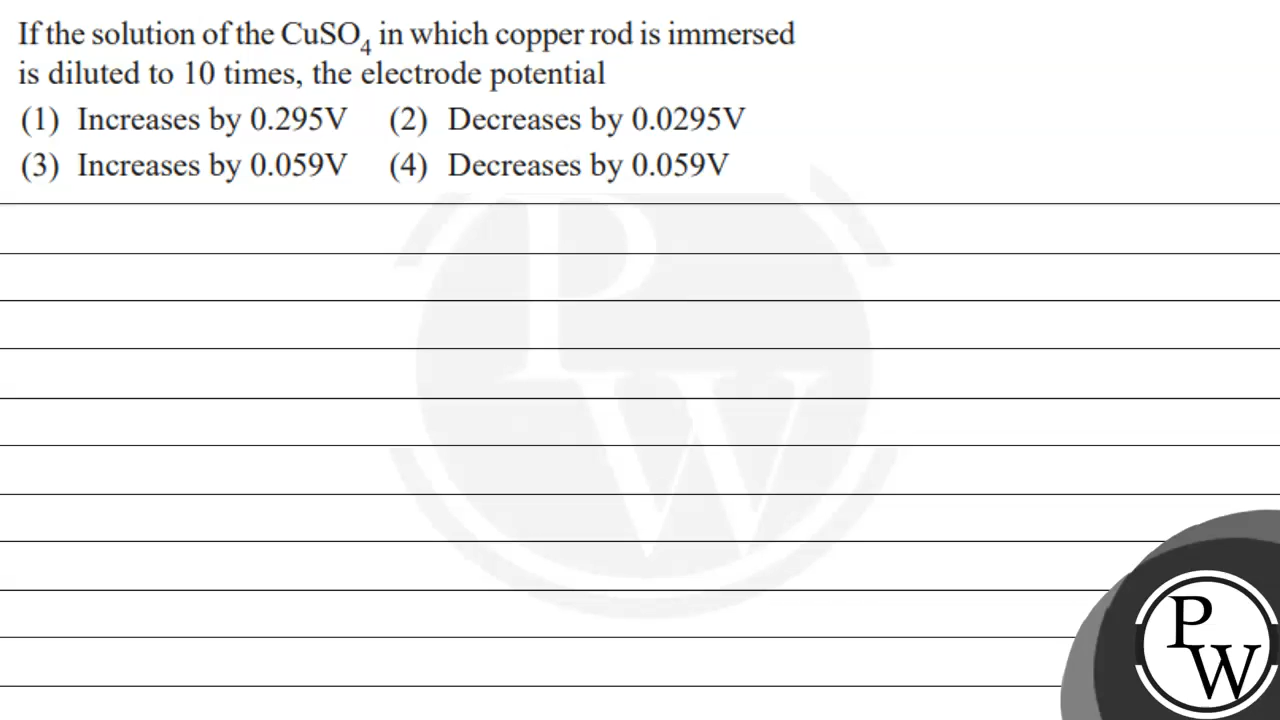 If the solution of the CuSO₄ in which copper rod is immersed
is diluted to 10 times, the electrode potential
(1) Increases by 0.295V (2) Decreases by 0.0295V
(3) Increases by 0.059V (4) Decreases by 0.059V
PW
PW